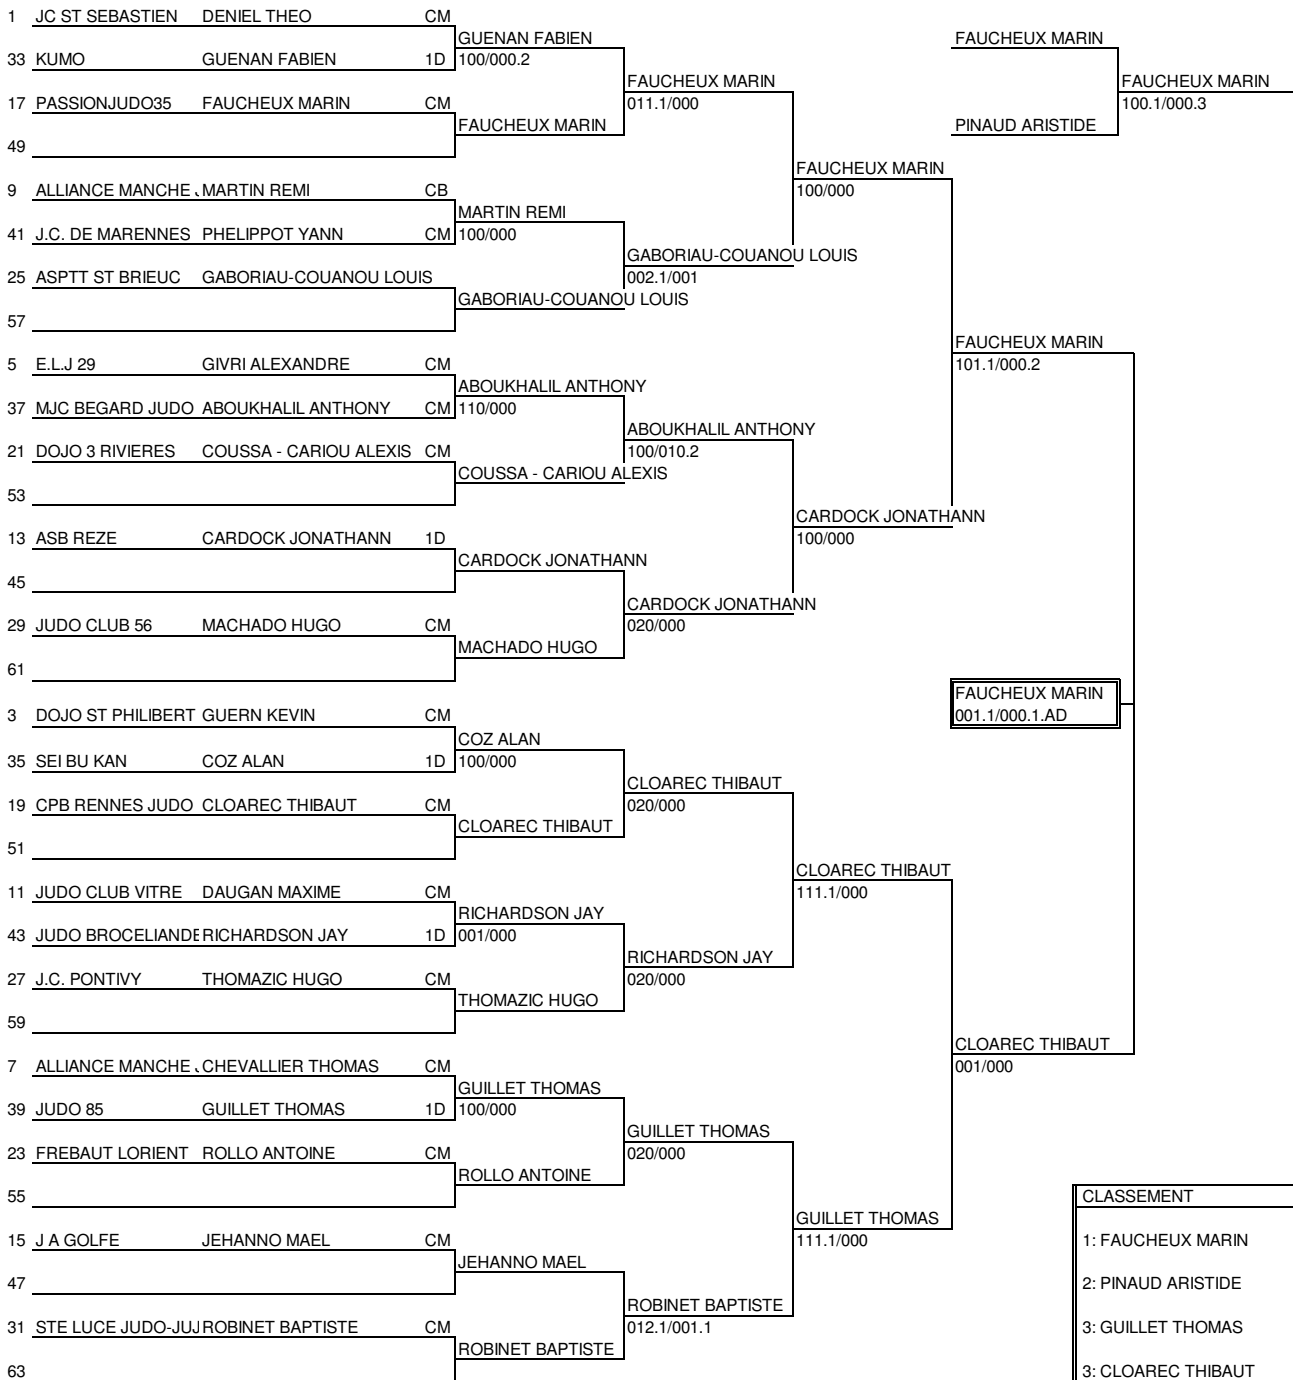 1 JC ST SEBASTIEN DENIEL THEO CM
GUENAN FABIEN
FAUCHEUX MARIN
33 KUMO GUENAN FABIEN 1D 100/000.2
FAUCHEUX MARIN
FAUCHEUX MARIN
17 PASSIONJUDO35 FAUCHEUX MARIN CM
011.1/000
100.1/000.3
FAUCHEUX MARIN
PINAUD ARISTIDE
49
FAUCHEUX MARIN
9 ALLIANCE MANCHE J MARTIN REMI CB
100/000
MARTIN REMI
41 J.C. DE MARENNES PHELIPPOT YANN CM 100/000
GABORIAU-COUANOU LOUIS
25 ASPTT ST BRIEUC GABORIAU-COUANOU LOUIS
002.1/001
GABORIAU-COUANOU LOUIS
57
FAUCHEUX MARIN
5 E.L.J 29 GIVRI ALEXANDRE CM
101.1/000.2
ABOUKHALIL ANTHONY
37 MJC BEGARD JUDO ABOUKHALIL ANTHONY CM 110/000
ABOUKHALIL ANTHONY
21 DOJO 3 RIVIERES COUSSA - CARIOU ALEXIS CM
100/010.2
COUSSA - CARIOU ALEXIS
53
CARDOCK JONATHANN
13 ASB REZE CARDOCK JONATHANN 1D
100/000
CARDOCK JONATHANN
45
CARDOCK JONATHANN
29 JUDO CLUB 56 MACHADO HUGO CM
020/000
MACHADO HUGO
61
FAUCHEUX MARIN
3 DOJO ST PHILIBERT GUERN KEVIN CM
001.1/000.1.AD
COZ ALAN
35 SEI BU KAN COZ ALAN 1D 100/000
CLOAREC THIBAUT
19 CPB RENNES JUDO CLOAREC THIBAUT CM
020/000
CLOAREC THIBAUT
51
CLOAREC THIBAUT
11 JUDO CLUB VITRE DAUGAN MAXIME CM
111.1/000
RICHARDSON JAY
43 JUDO BROCELIANDE RICHARDSON JAY 1D 001/000
RICHARDSON JAY
27 J.C. PONTIVY THOMAZIC HUGO CM
020/000
THOMAZIC HUGO
59
CLOAREC THIBAUT
7 ALLIANCE MANCHE J CHEVALLIER THOMAS CM
001/000
GUILLET THOMAS
39 JUDO 85 GUILLET THOMAS 1D 100/000
GUILLET THOMAS
23 FREBAUT LORIENT ROLLO ANTOINE CM
020/000
ROLLO ANTOINE
55
CLASSEMENT
GUILLET THOMAS
15 J A GOLFE JEHANNO MAEL CM
111.1/000
1: FAUCHEUX MARIN
JEHANNO MAEL
47
2: PINAUD ARISTIDE
ROBINET BAPTISTE
31 STE LUCE JUDO-JUJ ROBINET BAPTISTE CM
012.1/001.1
3: GUILLET THOMAS
ROBINET BAPTISTE
63
3: CLOAREC THIBAUT